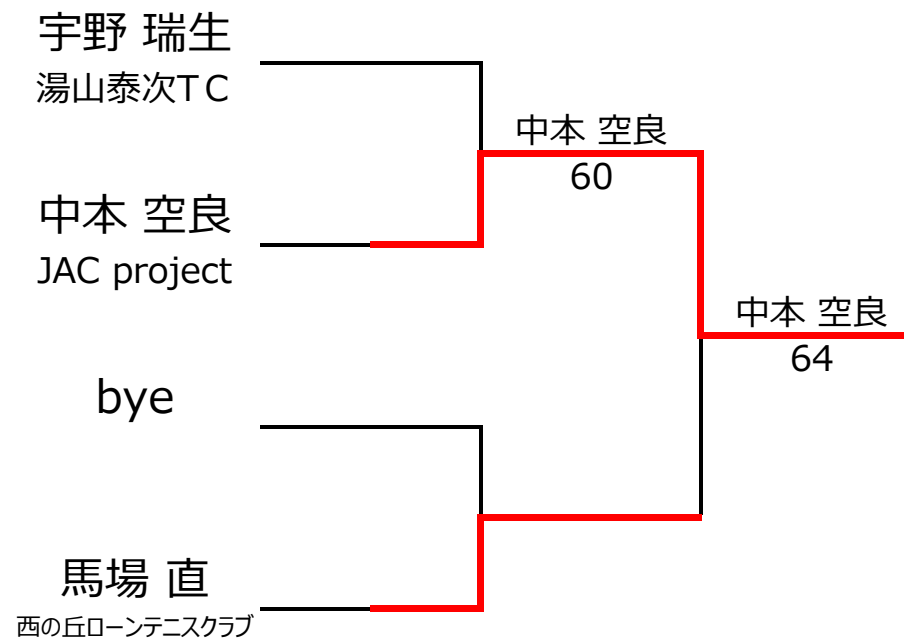 宇野 瑞生
湯山泰次TＣ
中本 空良
60
中本 空良
JAC project
中本 空良
64
bye
馬場 直
西の丘ローンテニスクラブ